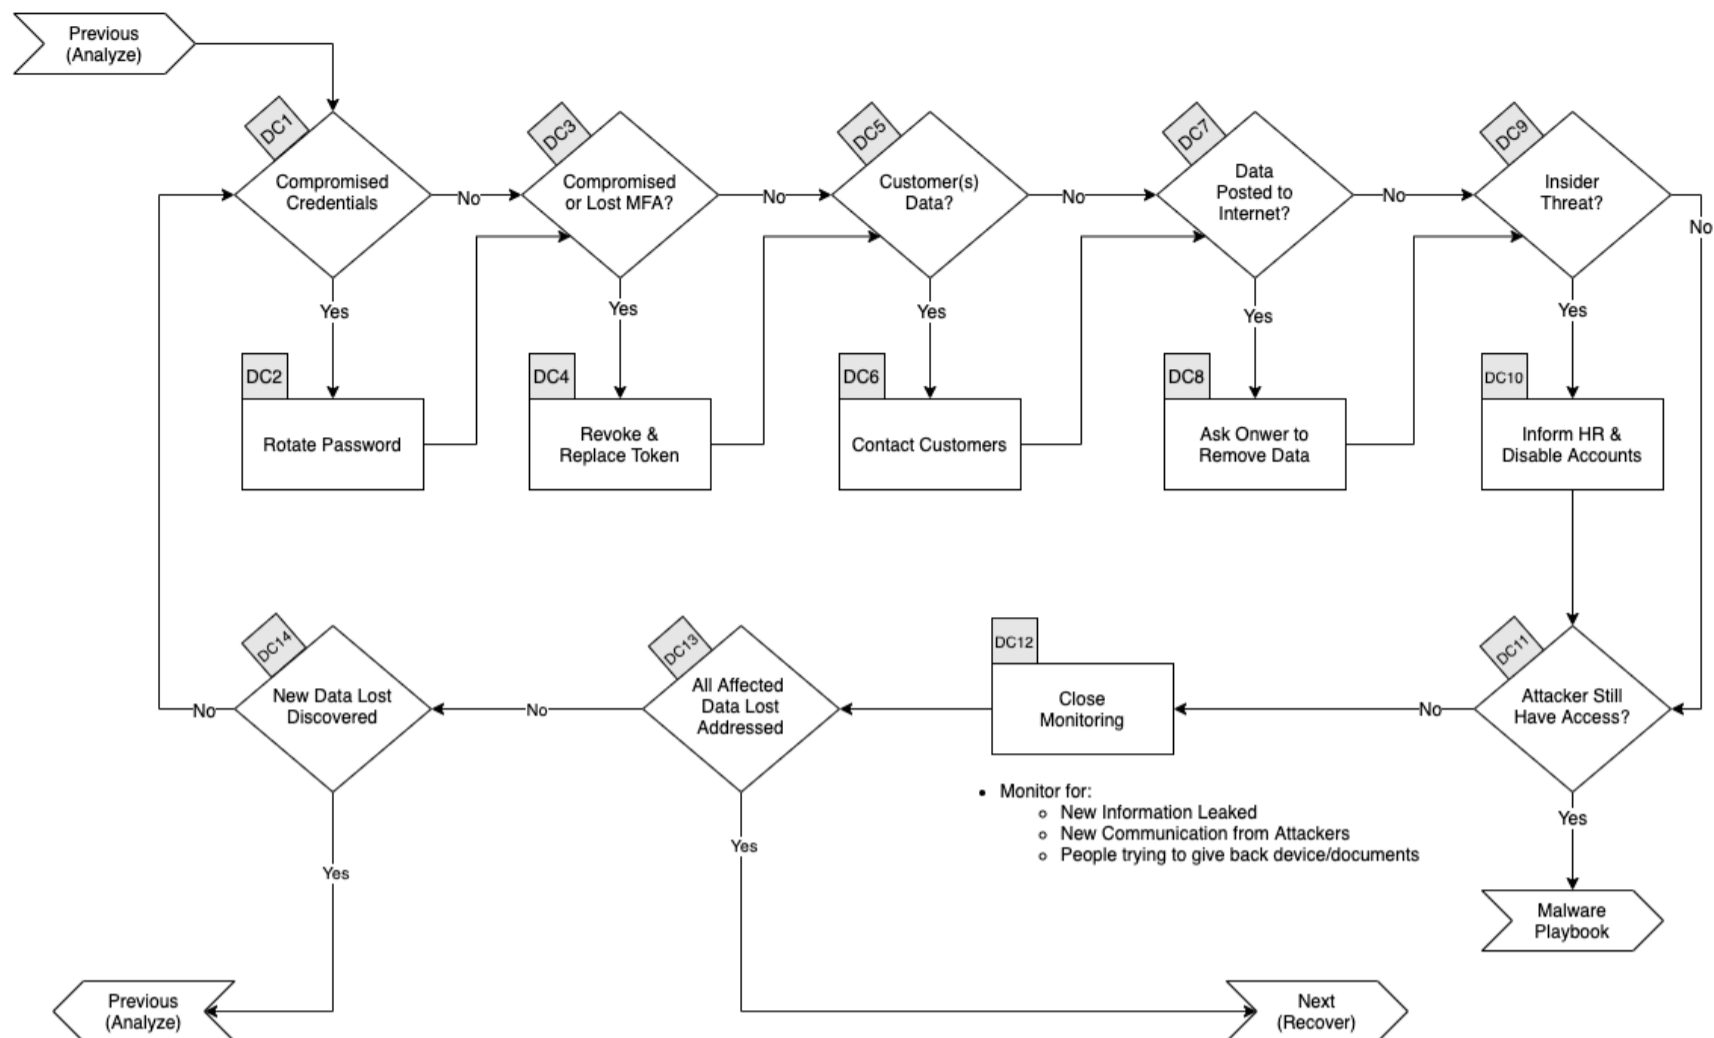 Previous
(Analyze)
DC1
Compromised
Credentials
No
DC3
Compromised
or Lost MFA?
No
DC5
Customer(s)
Data?
No
DC7
Data
Posted to
Internet?
No
DC9
Insider
Threat?
No
Yes
Yes
Yes
Yes
Yes
DC2
Rotate Password
DC4
Revoke &
Replace Token
DC6
Contact Customers
DC8
Ask Onwer to
Remove Data
DC10
Inform HR &
Disable Accounts
DC11
Attacker Still
Have Access?
No
Yes
Malware
Playbook
DC12
Close
Monitoring
• Monitor for:
○ New Information Leaked
○ New Communication from Attackers
○ People trying to give back device/documents
DC13
All Affected
Data Lost
Addressed
No
Yes
Next
(Recover)
DC14
New Data Lost
Discovered
No
Yes
Previous
(Analyze)